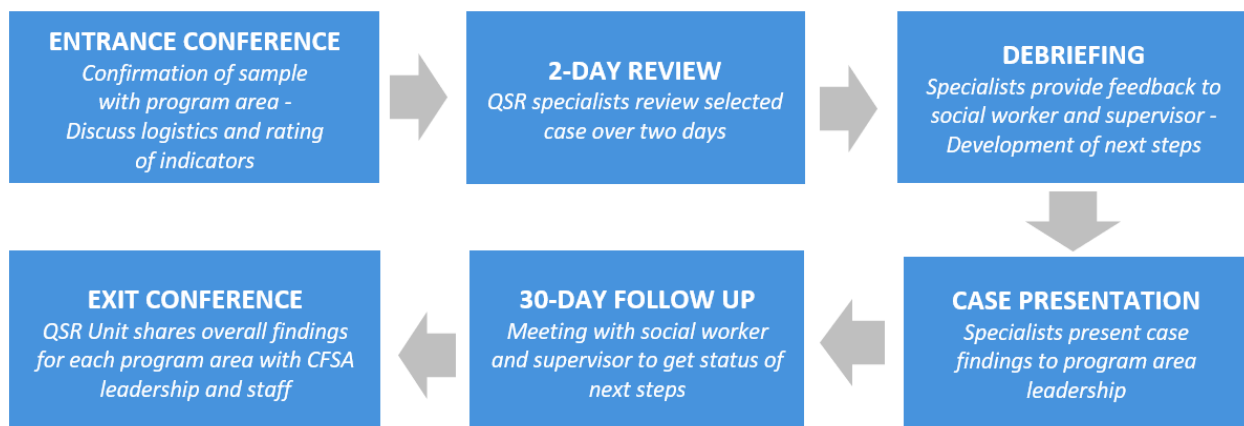 ENTRANCE CONFERENCE
Confirmation of sample
with program area -
Discuss logistics and rating
of indicators
2-DAY REVIEW
QSR specialists review selected
case over two days
DEBRIEFING
Specialists provide feedback to
social worker and supervisor -
Development of next steps
CASE PRESENTATION
Specialists present case
findings to program area
leadership
30-DAY FOLLOW UP
Meeting with social worker
and supervisor to get status of
next steps
EXIT CONFERENCE
QSR Unit shares overall findings
for each program area with CFSA
leadership and staff